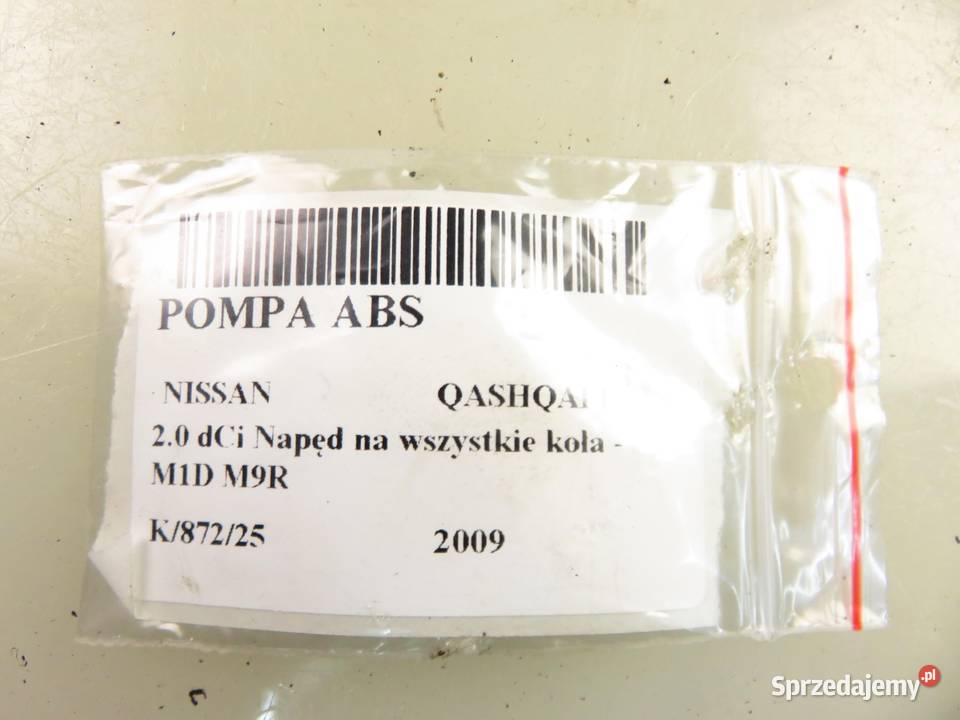 POMPA ABS
NISSAN QASHQAI
2.0 dCi Napęd na wszystkie koła -
M1D M9R
K/872/25 2009
Sprzedajemy.pl